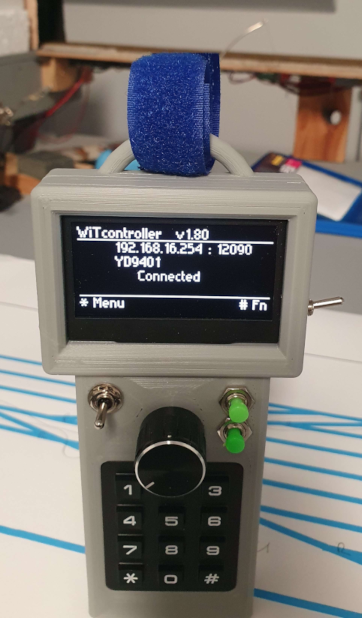 WiTcontroller v1.80
192.168.16.254 : 12090
YD9401
Connected
* Menu # Fn
1 3
4 5 6
7 8 9
* 0 #